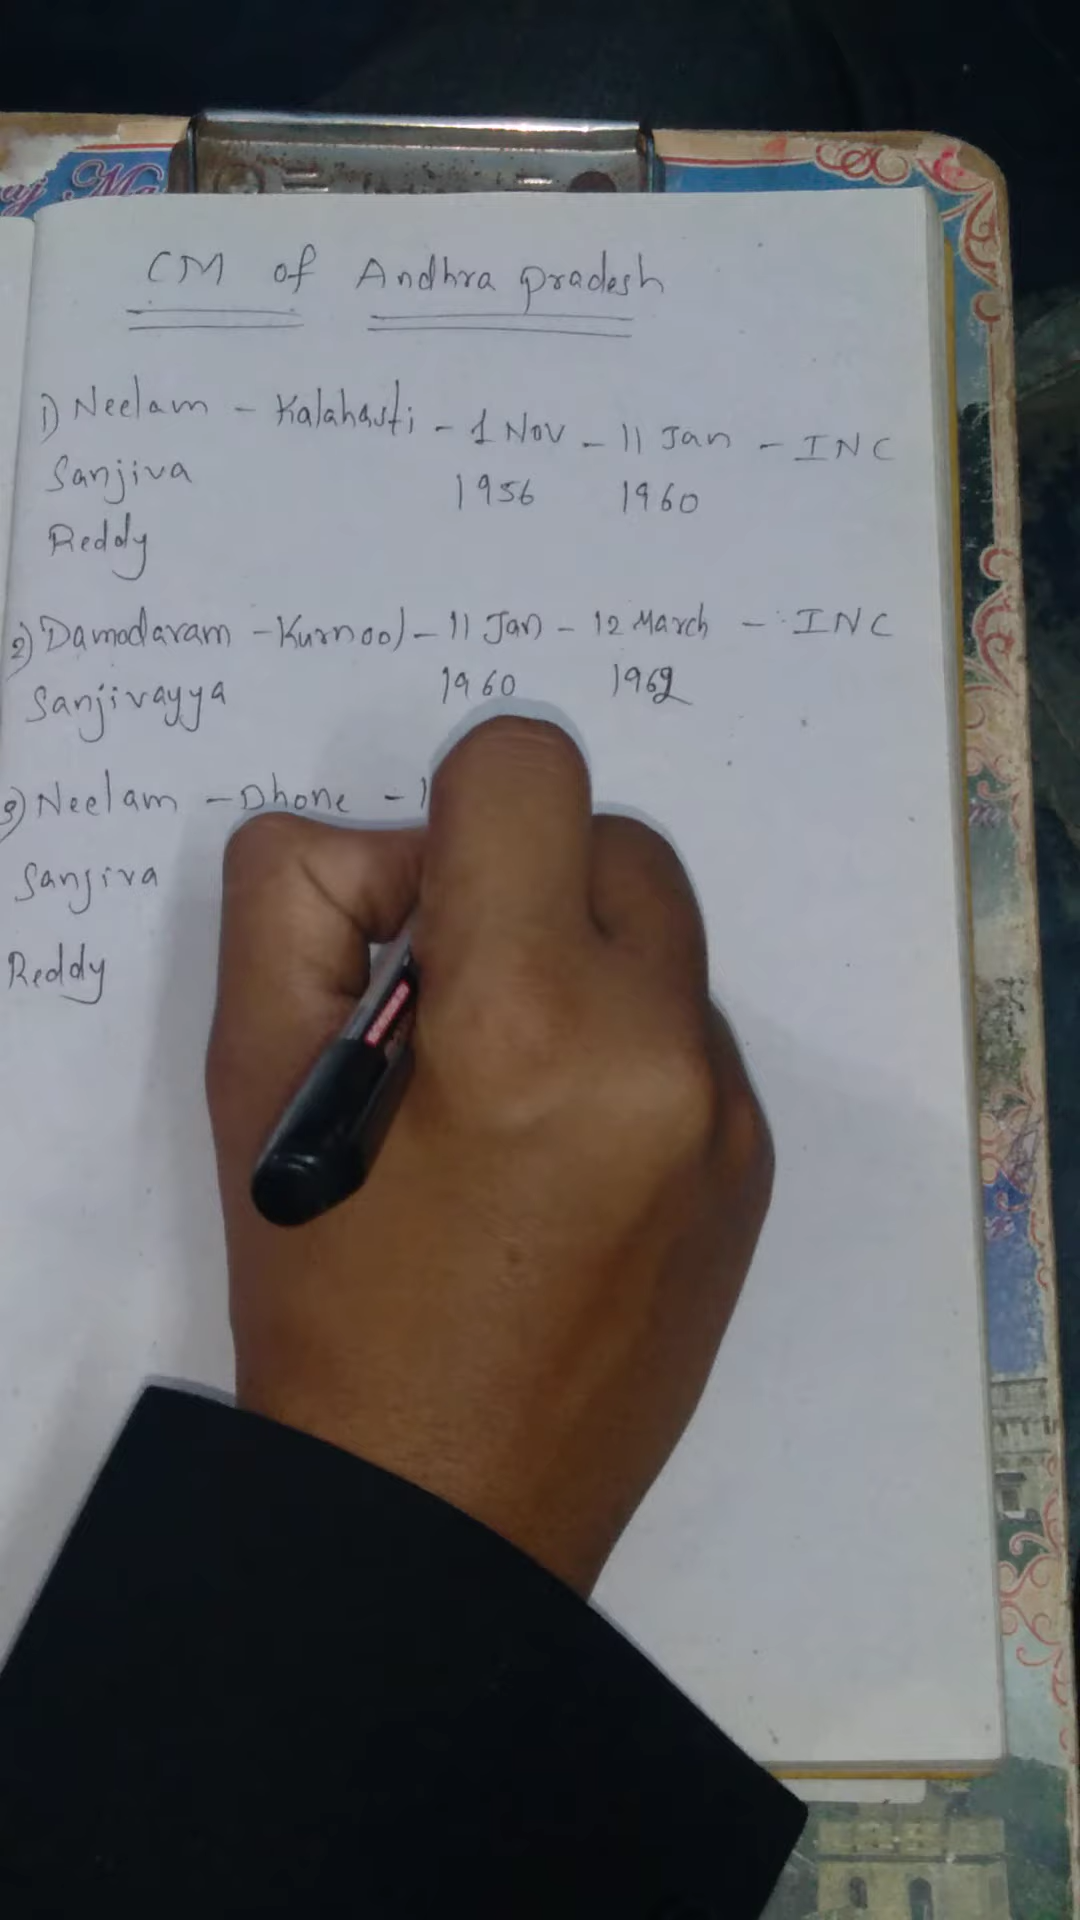 CM of Andhra pradesh
1) Neelam - Kalahasti - 1 Nov - 11 Jan - INC
Sanjiva 1956 1960
Reddy
2) Damodaram - Kurnool - 11 Jan - 12 March - INC
Sanjivayya 1960 1962
3) Neelam - Dhone - 1
Sanjiva
Reddy